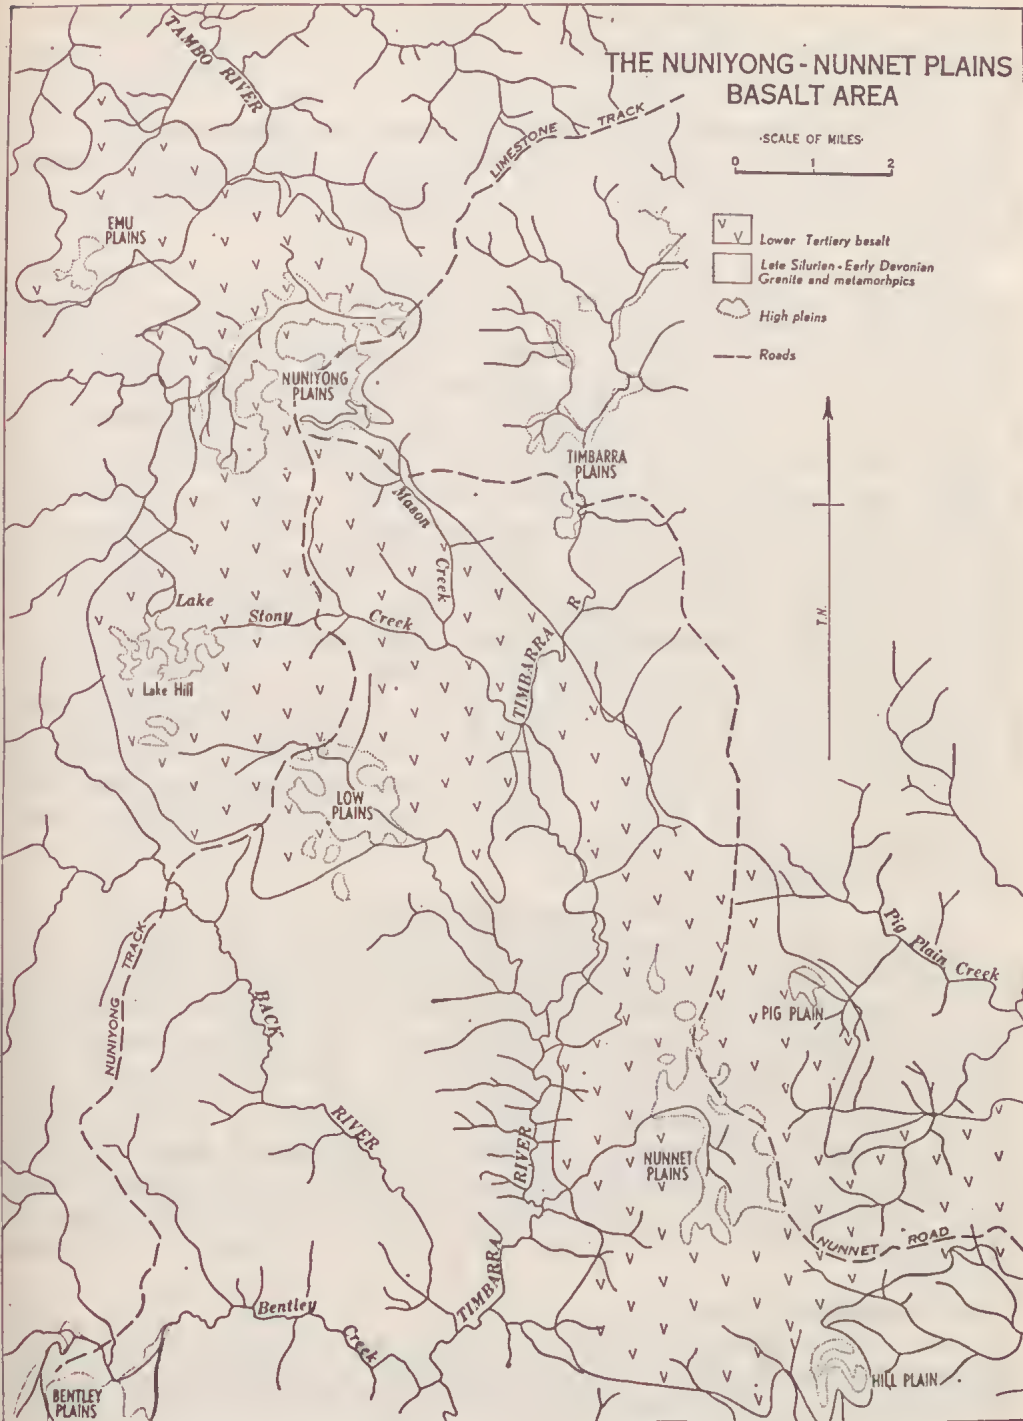 THE NUNIYONG - NUNNET PLAINS
BASALT AREA
SCALE OF MILES
0 1 2
Lower Tertiary basalt
Late Silurian - Early Devonian
Granite and metamorhpics
High plains
Roads
TAMBO RIVER
LIMESTONE TRACK
EMU
PLAINS
NUNIYONG
PLAINS
TIMBARRA
PLAINS
T.N.
Mason Creek
Lake
Stony Creek
TIMBARRA R
Lake Hill
LOW
PLAINS
NUNIYONG TRACK
BACK RIVER
Pig Plain Creek
PIG PLAIN
NUNNET
PLAINS
TIMBARRA RIVER
NUNNET ROAD
Bentley Creek
BENTLEY
PLAINS
HILL PLAIN